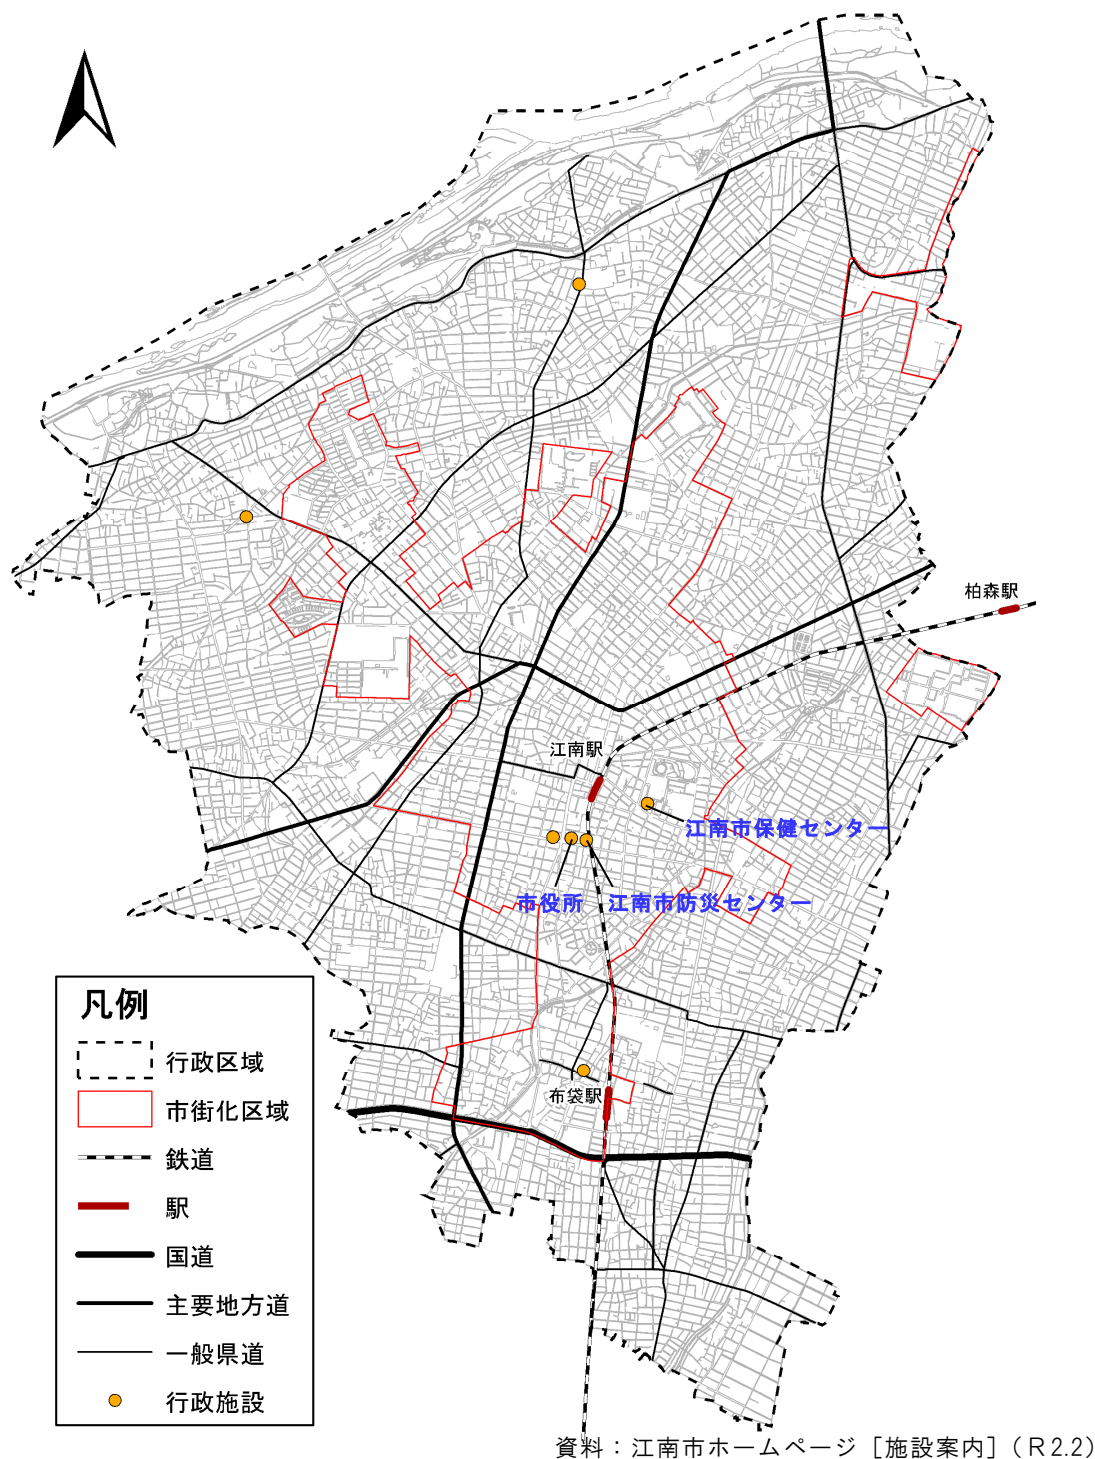 柏森駅
江南駅
江南市保健センター
市役所
江南市防災センター
布袋駅
凡例
行政区域
市街化区域
鉄道
駅
国道
主要地方道
一般県道
行政施設
資料：江南市ホームページ［施設案内］（Ｒ2.2）